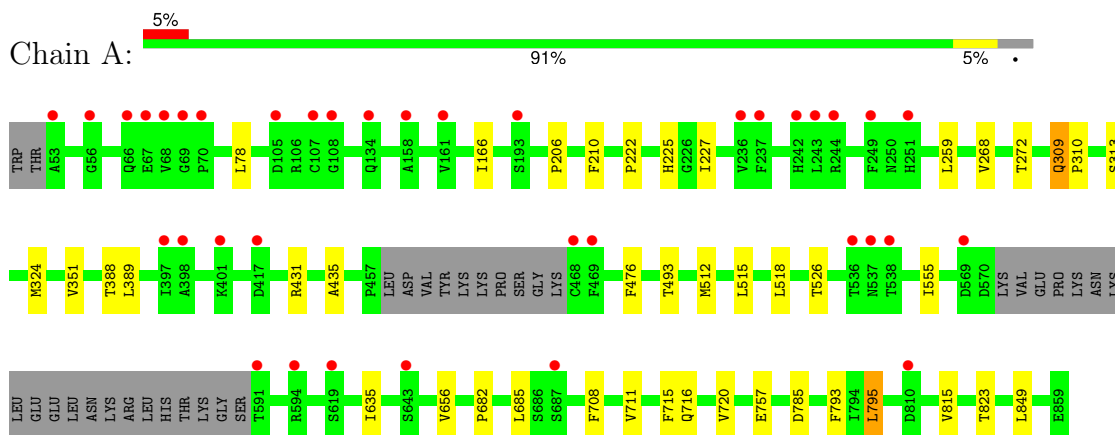 5%
Chain A:
91% 5% •
TRP THR A53 G56 Q66 E67 V68 G69 P70 L78 D105 R106 C107 G108 Q134 A158 V161 I166 S193 P206 F210 P222 H225 G226 I227 V236 F237 H242 L243 R244 F249 N250 H251 L259 V268 T272 Q309 P310 S313
M324 V351 T388 L389 I397 A398 K401 D417 R431 A435 P457 LEU ASP VAL TYR LYS LYS PRO SER GLY LYS C468 F469 F476 T493 M512 L515 L518 T526 T536 N537 T538 I555 D569 D570 LYS VAL GLU PRO LYS ASN LYS
LEU GLU GLU LEU ASN LYS ARG LEU HIS THR LYS GLY SER T591 R594 S619 I635 S643 V656 P682 L685 S686 S687 F708 V711 F715 Q716 V720 E757 D785 F793 I794 L795 D810 V815 T823 L849 E859